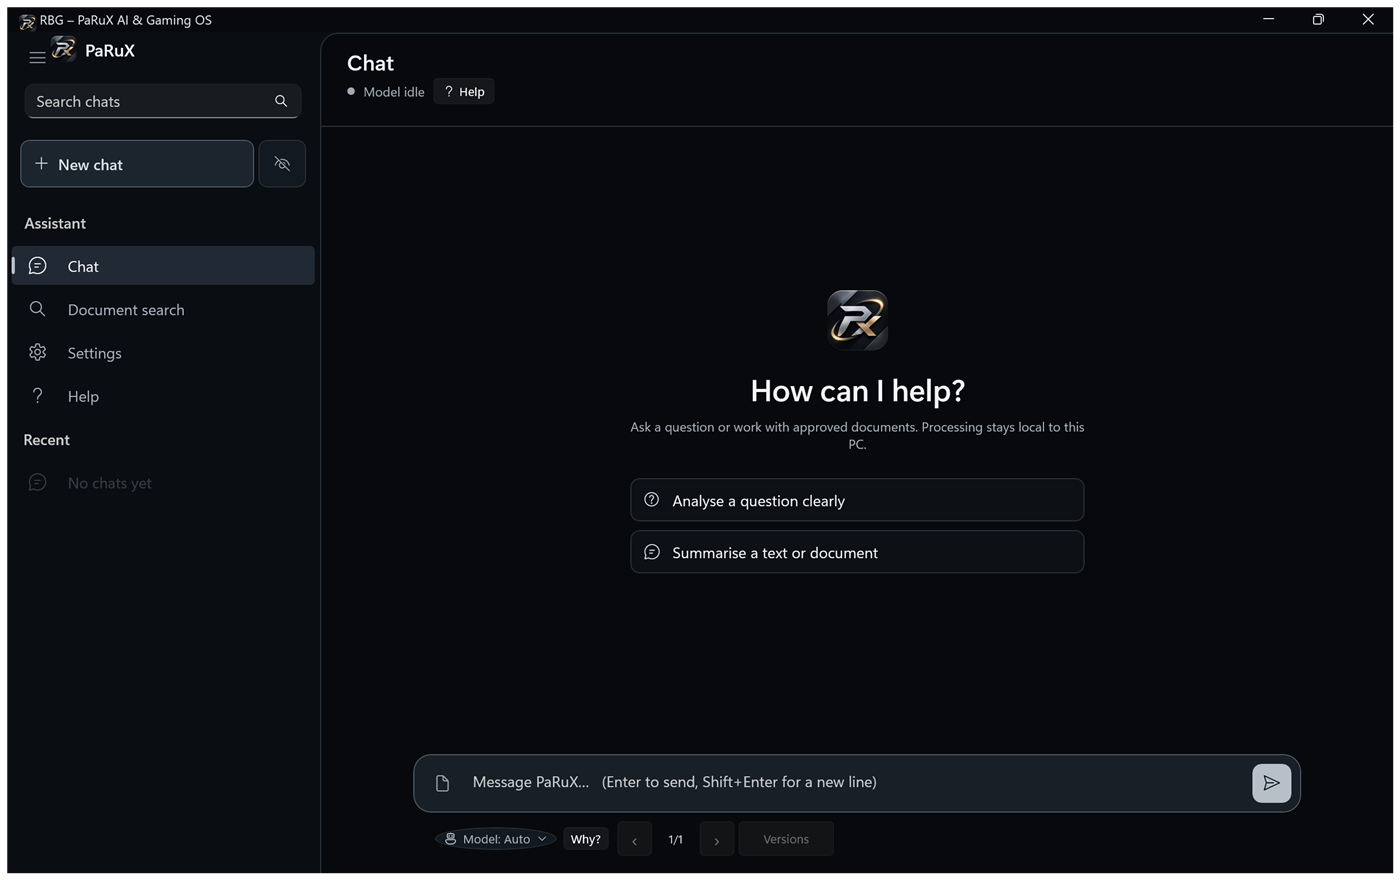 RBG – PaRuX AI & Gaming OS
PaRuX
Search chats
New chat
Assistant
Chat
Document search
Settings
? Help
Recent
No chats yet
Chat
Model idle
? Help
How can I help?
Ask a question or work with approved documents. Processing stays local to this
PC.
Analyse a question clearly
Summarise a text or document
Message PaRuX... (Enter to send, Shift+Enter for a new line)
Model: Auto
Why?
‹
1/1
›
Versions